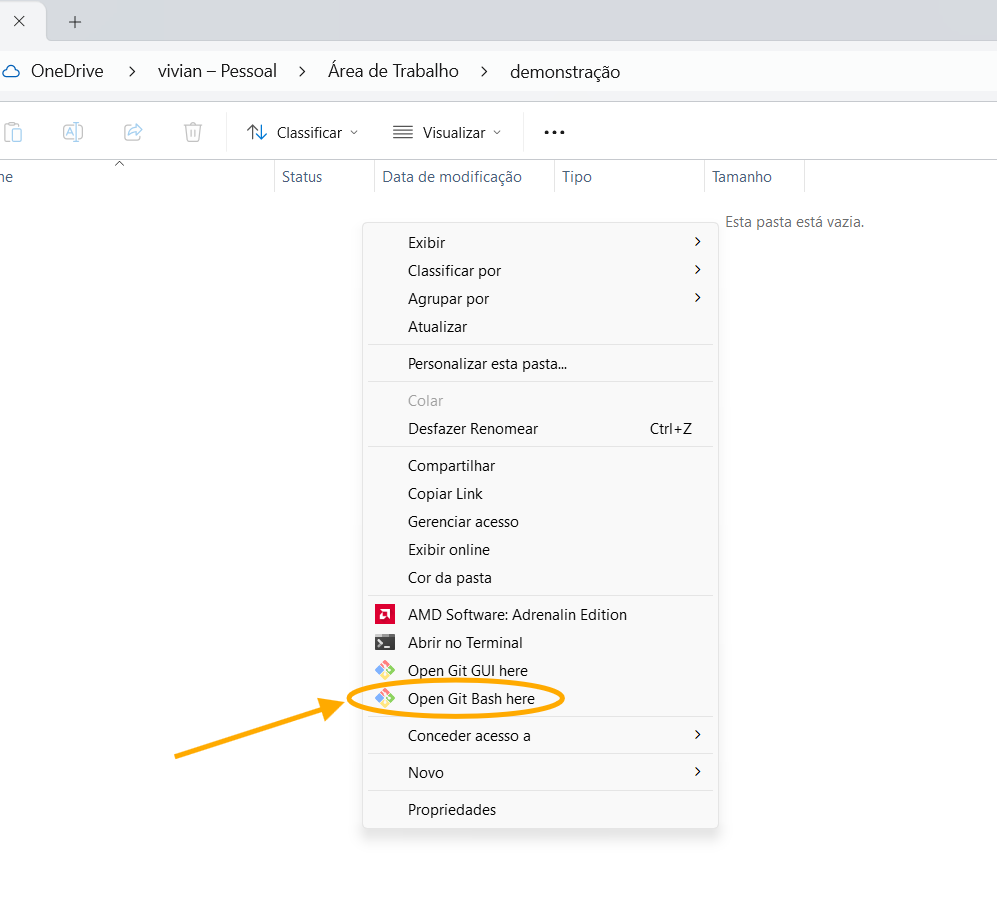 OneDrive > vivian – Pessoal > Área de Trabalho > demonstração
Classificar Visualizar
me Status Data de modificação Tipo Tamanho
Esta pasta está vazia.
Exibir
Classificar por
Agrupar por
Atualizar
Personalizar esta pasta...
Colar
Desfazer Renomear Ctrl+Z
Compartilhar
Copiar Link
Gerenciar acesso
Exibir online
Cor da pasta
AMD Software: Adrenalin Edition
Abrir no Terminal
Open Git GUI here
Open Git Bash here
Conceder acesso a
Novo
Propriedades